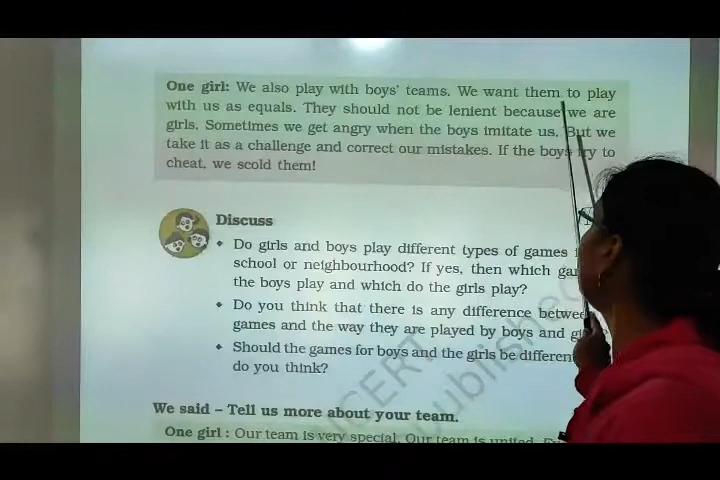 One girl: We also play with boys' teams. We want them to play
with us as equals. They should not be lenient because we are
girls. Sometimes we get angry when the boys imitate us. But we
take it as a challenge and correct our mistakes. If the boys try to
cheat, we scold them!
Discuss
Do girls and boys play different types of games
school or neighbourhood? If yes, then which
the boys play and which do the girls play?
Do you think that there is any difference
games and the way they are played by boys and
Should the games for boys and the girls be
do you think?
We said – Tell us more about your team.
One girl : Our team is very special. Our team is united.
NCERT
published